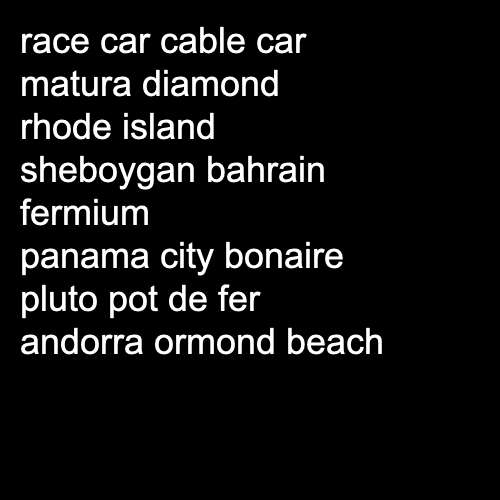 race car cable car
matura diamond
rhode island
sheboygan bahrain
fermium
panama city bonaire
pluto pot de fer
andorra ormond beach